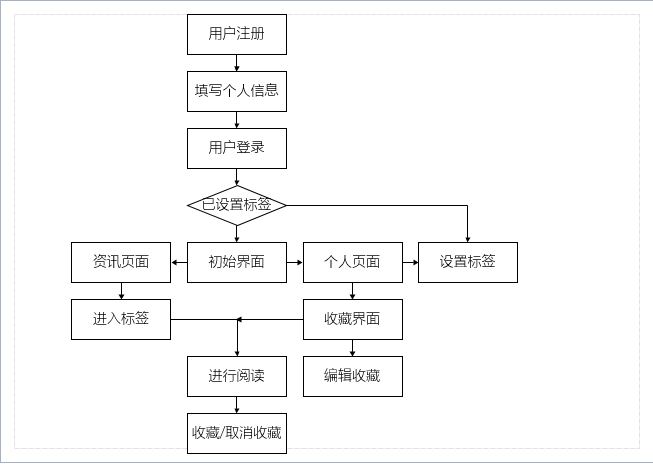 用户注册
填写个人信息
用户登录
已设置标签
资讯页面
初始界面
个人页面
设置标签
进入标签
收藏界面
进行阅读
编辑收藏
收藏/取消收藏